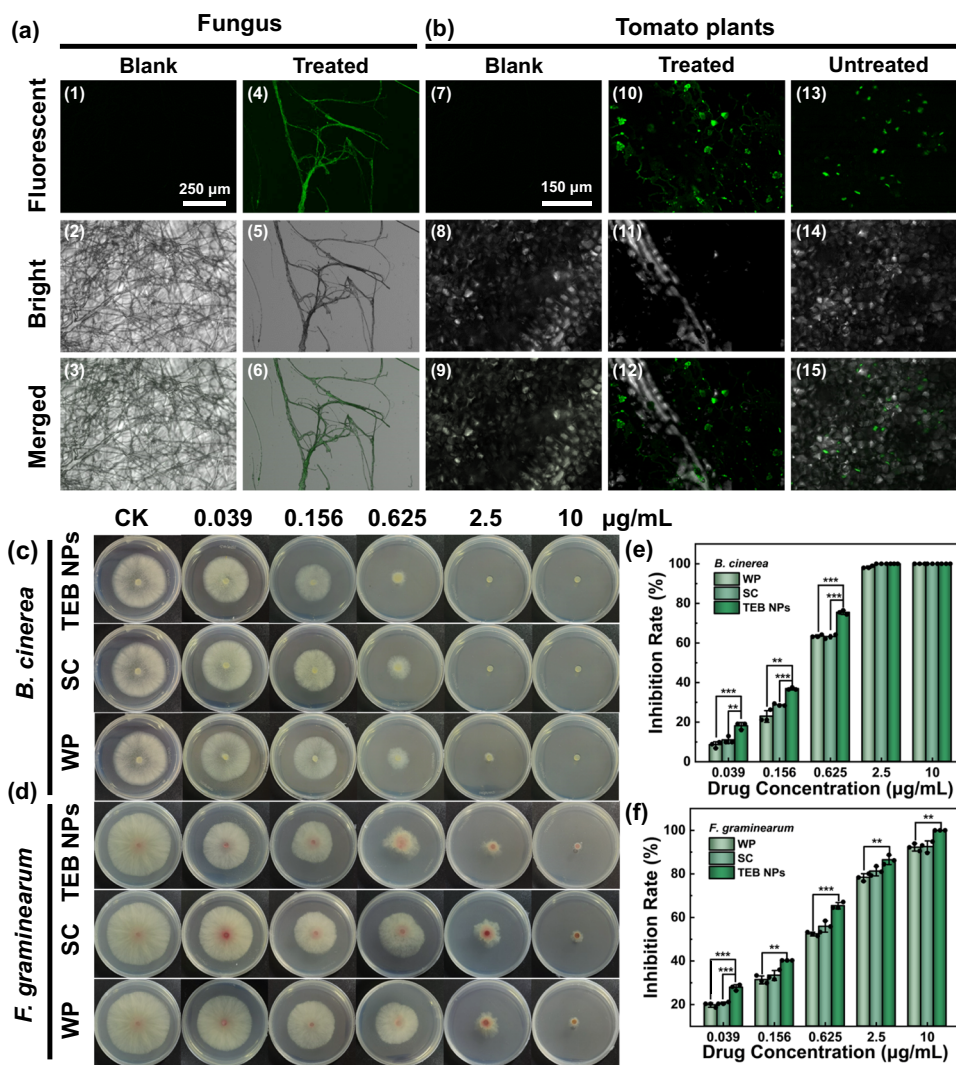 (a) Fungus (b) Tomato plants
Blank Treated Blank Treated Untreated
Fluorescent (1) (4) (7) (10) (13)
250 μm 150 μm
Bright (2) (5) (8) (11) (14)
Merged (3) (6) (9) (12) (15)
CK 0.039 0.156 0.625 2.5 10 μg/mL
(c) B. cinerea
TEB NPs
SC
WP
(d) F. graminearum
TEB NPs
SC
WP
(e)
Inhibition Rate (%)
B. cinerea
WP
SC
TEB NPs
100
80
60
40
20
0
*** ** ** *** *** ***
0.039 0.156 0.625 2.5 10
Drug Concentration (μg/mL)
(f)
Inhibition Rate (%)
F. graminearum
WP
SC
TEB NPs
100
80
60
40
20
*** *** ** *** ** **
0.039 0.156 0.625 2.5 10
Drug Concentration (μg/mL)